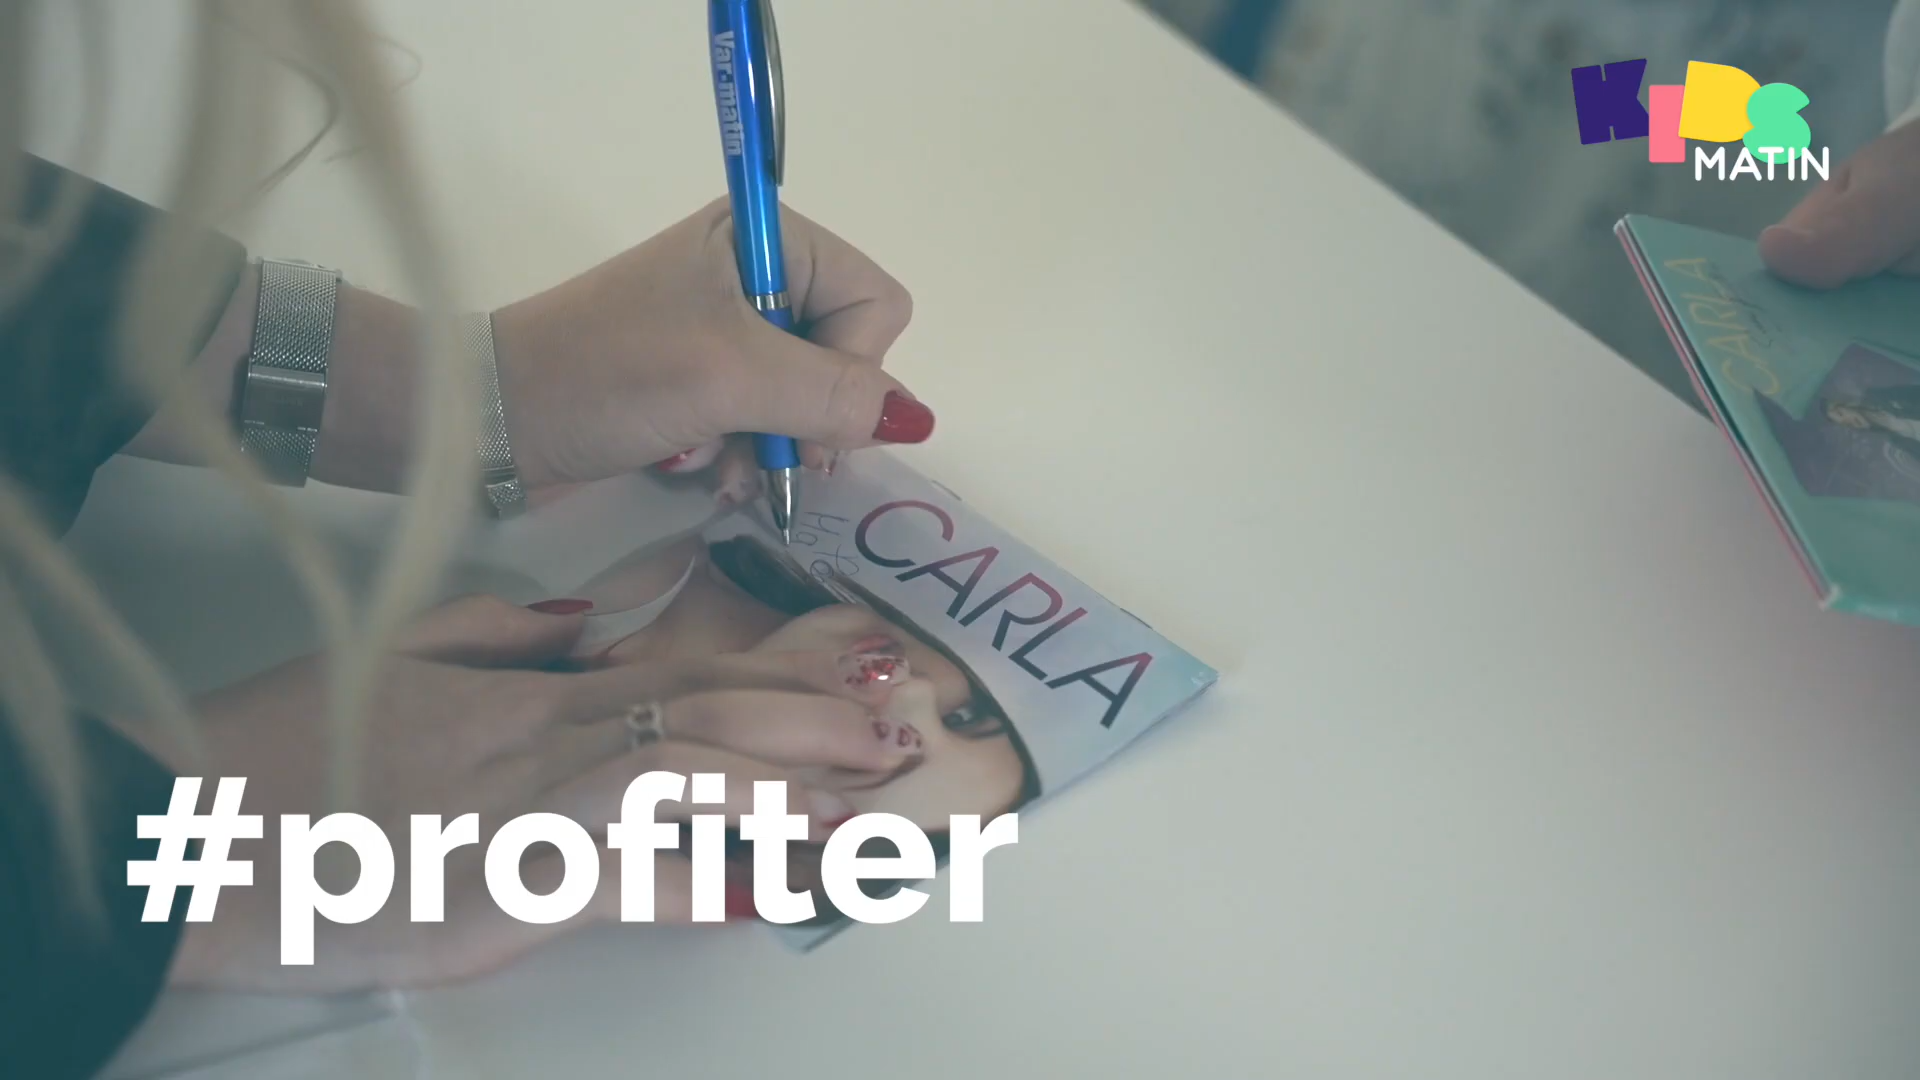 KIDS
MATIN
Var-matin
CARLA
CARLA
#profiter